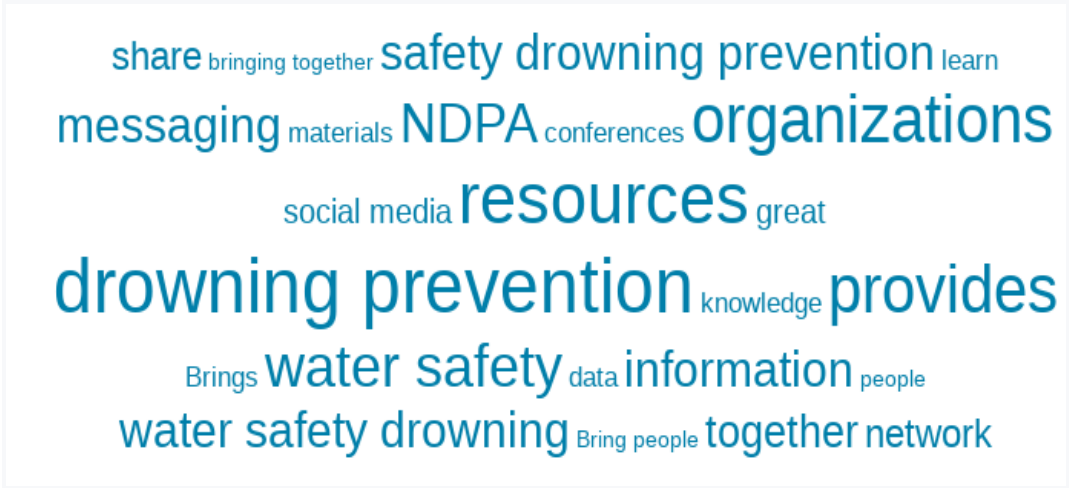 share bringing together safety drowning prevention learn
messaging materials NDPA conferences organizations
social media resources great
drowning prevention knowledge provides
Brings water safety data information people
water safety drowning Bring people together network